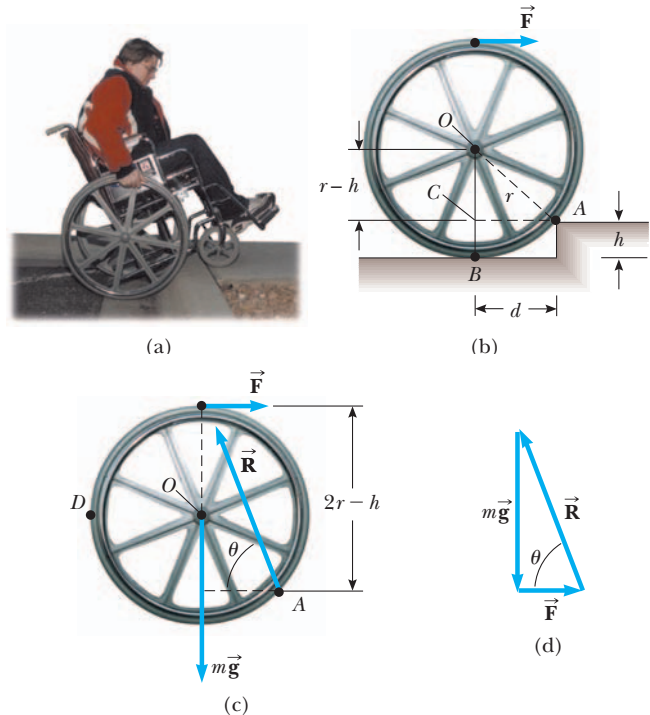 F⃗
O
r – h
C
r
A
h
B
d
(a)
(b)
F⃗
R⃗
D
O
2r – h
θ
A
mg⃗
(c)
mg⃗
R⃗
θ
F⃗
(d)